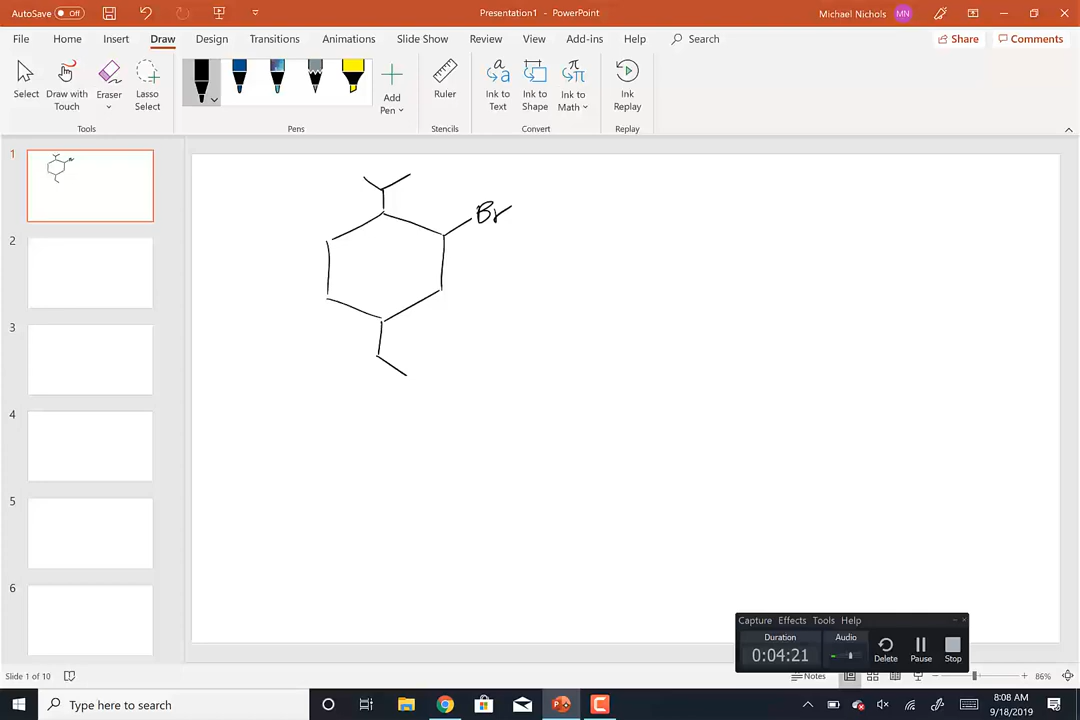 AutoSave Off Presentation1 - PowerPoint Michael Nichols MN
File Home Insert Draw Design Transitions Animations Slide Show Review View Add-ins Help Search Share Comments
Select Draw with Touch Eraser Lasso Select Add Pen Ruler Ink to Text Ink to Shape Ink to Math Ink Replay
Tools Pens Stencils Convert Replay
1
2
3
4
5
6
Br
Capture Effects Tools Help
Duration Audio
0:04:21 Delete Pause Stop
Slide 1 of 10 Notes 86%
Type here to search 8:08 AM
9/18/2019